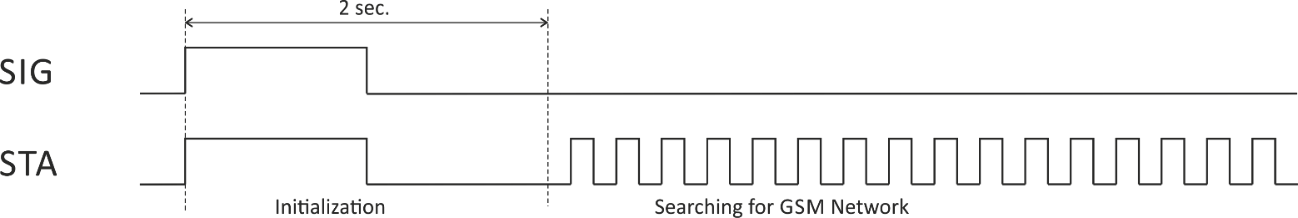 2 sec.
SIG
STA
Initialization
Searching for GSM Network